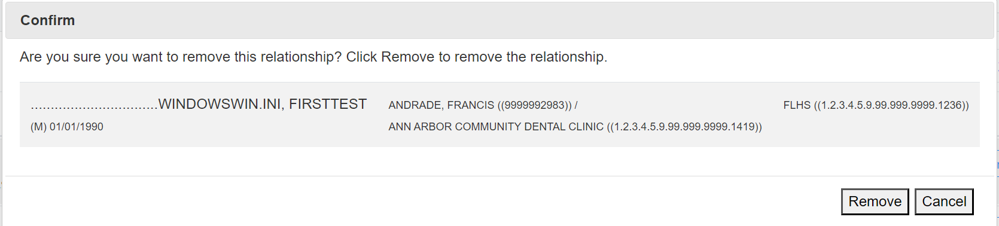 Confirm
Are you sure you want to remove this relationship? Click Remove to remove the relationship.
................................WINDOWSWIN.INI, FIRSTTEST
(M) 01/01/1990
ANDRADE, FRANCIS ((9999992983)) /
ANN ARBOR COMMUNITY DENTAL CLINIC ((1.2.3.4.5.9.99.999.9999.1419))
FLHS ((1.2.3.4.5.9.99.999.9999.1236))
Remove
Cancel